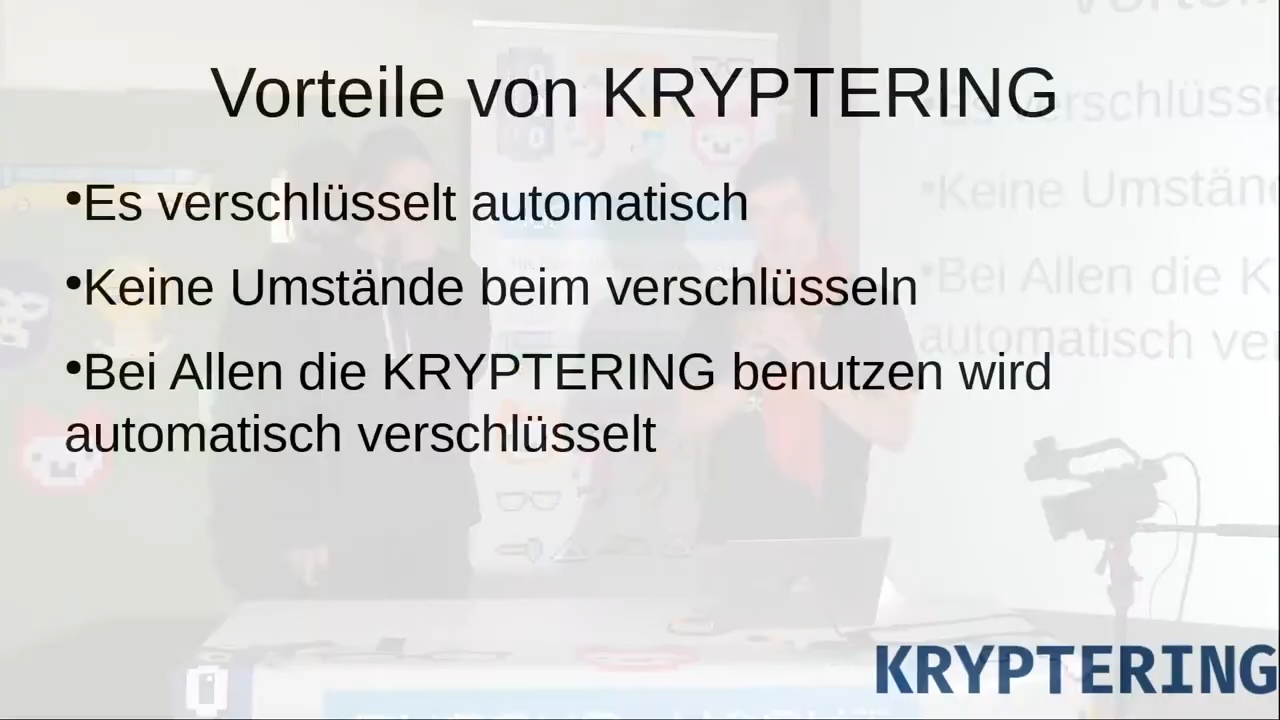 Vorteile von KRYPTERING
•Es verschlüsselt automatisch
•Keine Umstände beim verschlüsseln
•Bei Allen die KRYPTERING benutzen wird
automatisch verschlüsselt
KRYPTERING